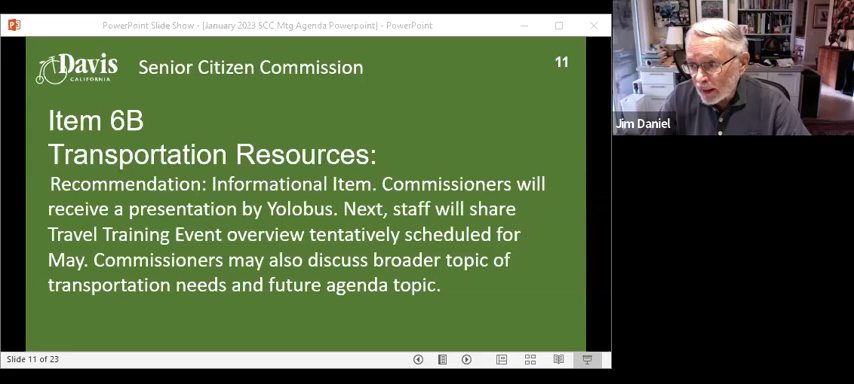 PowerPoint Slide Show - [January 2023 SCC Mtg Agenda Powerpoint] - PowerPoint
Davis
CALIFORNIA
Senior Citizen Commission
11
Jim Daniel
Item 6B
Transportation Resources:
Recommendation: Informational Item. Commissioners will
receive a presentation by Yolobus. Next, staff will share
Travel Training Event overview tentatively scheduled for
May. Commissioners may also discuss broader topic of
transportation needs and future agenda topic.
Slide 11 of 23